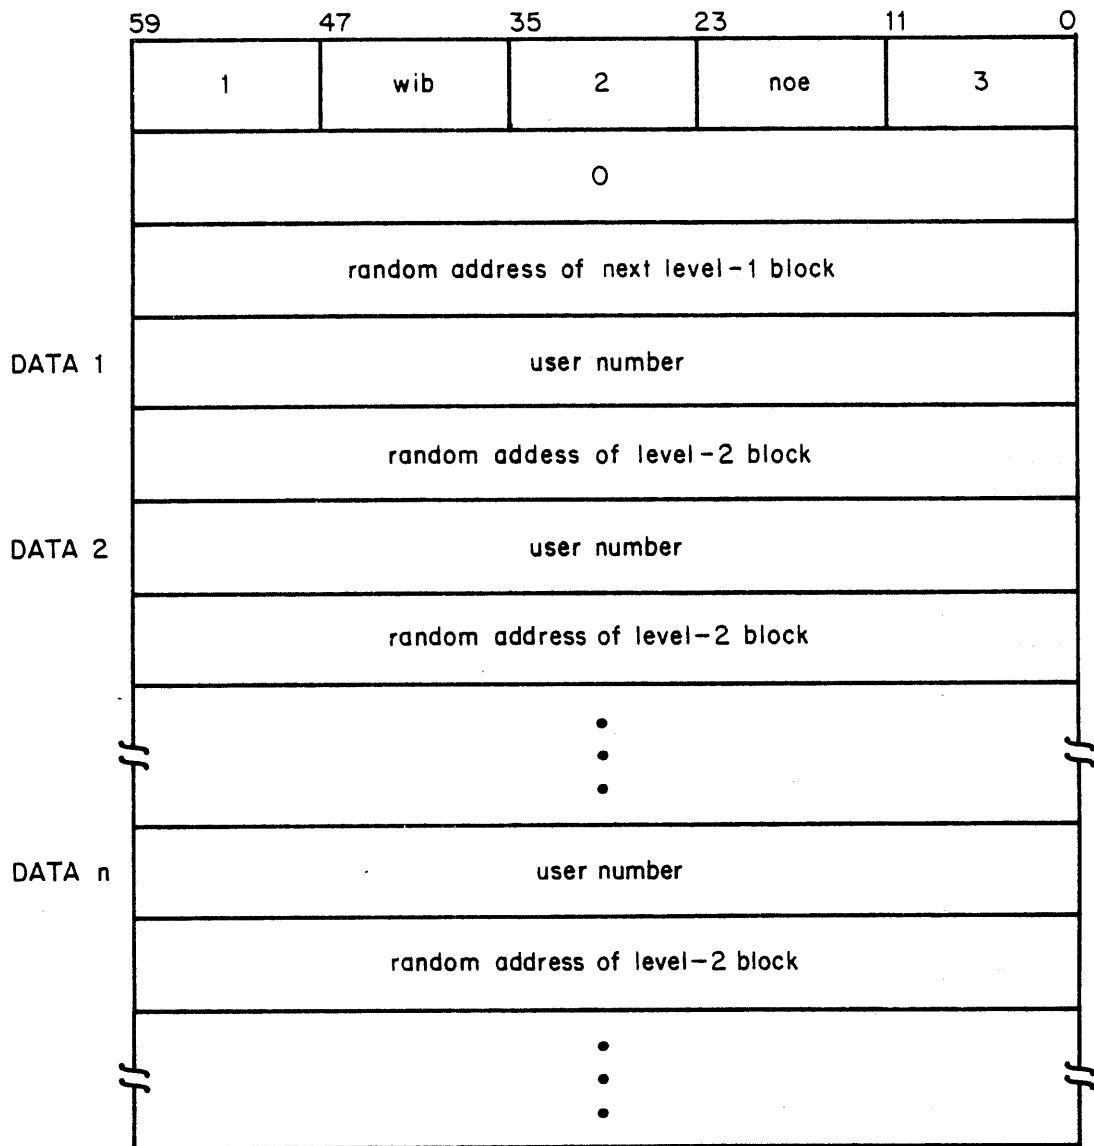 59 47 35 23 11 0
1 wib 2 noe 3
0
random address of next level-1 block
DATA 1 user number
random addess of level-2 block
DATA 2 user number
random address of level-2 block
DATA n user number
random address of level-2 block